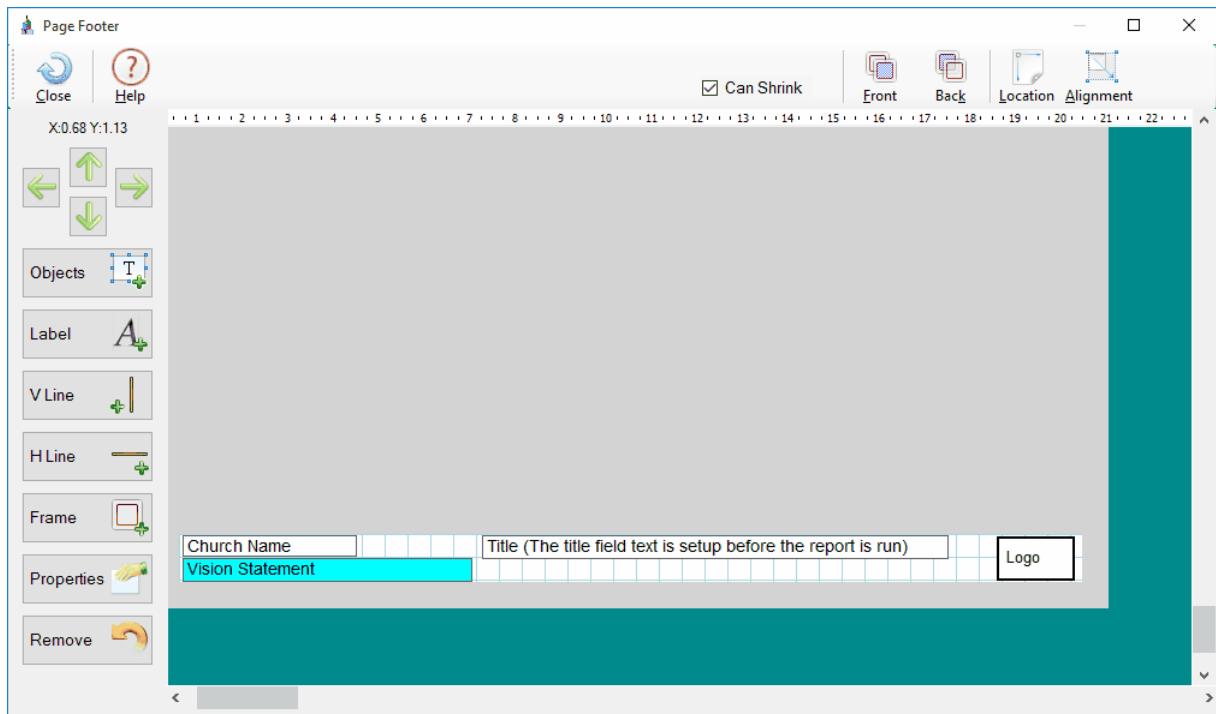 Page Footer
Close
Help
Can Shrink
Front
Back
Location
Alignment
X:0.68 Y:1.13
1 2 3 4 5 6 7 8 9 10 11 12 13 14 15 16 17 18 19 20 21 22
Objects
T
Label
A
V Line
H Line
Frame
Properties
Remove
Church Name
Title (The title field text is setup before the report is run)
Vision Statement
Logo